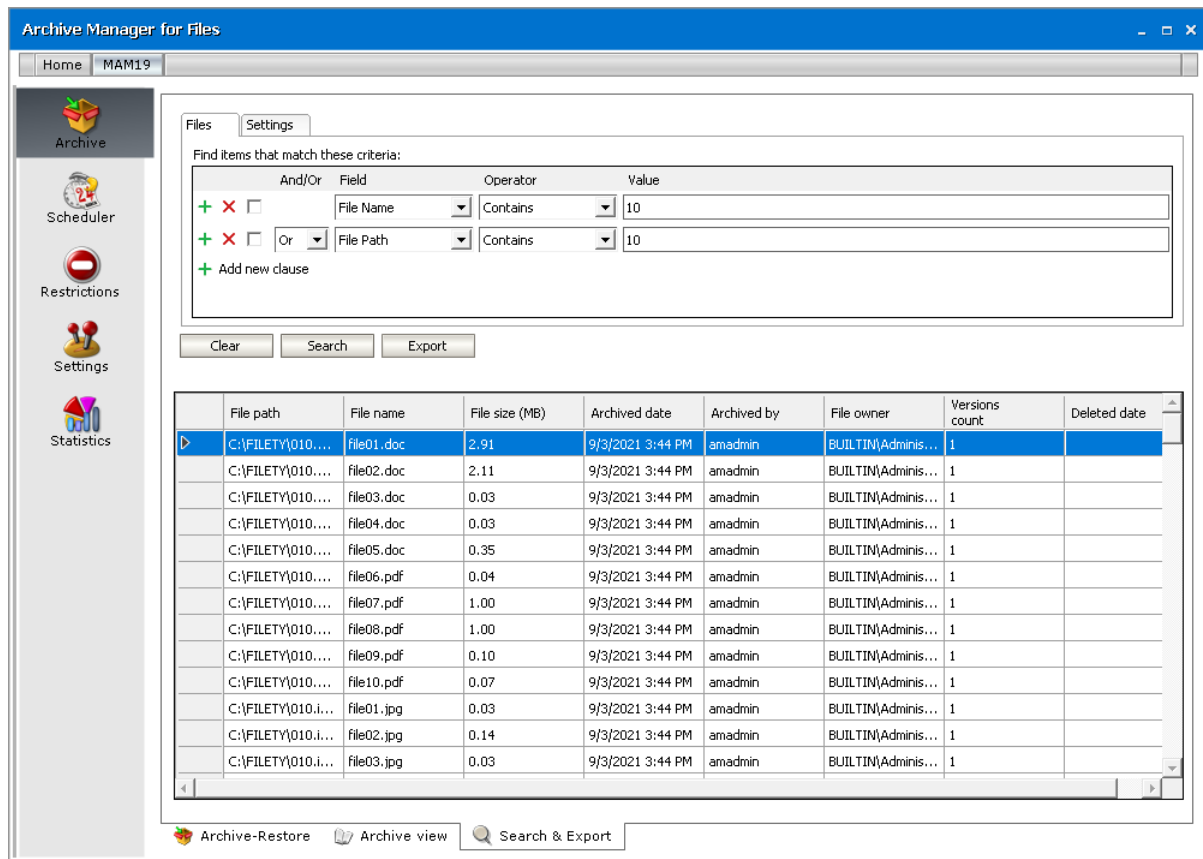 Archive Manager for Files
Home MAM19
Archive
Scheduler
Restrictions
Settings
Statistics
Files Settings
Find items that match these criteria:
And/Or Field Operator Value
File Name Contains 10
Or File Path Contains 10
Add new clause
Clear Search Export
File path File name File size (MB) Archived date Archived by File owner Versions count Deleted date
C:\FILETY\010.... file01.doc 2.91 9/3/2021 3:44 PM amadmin BUILTIN\Adminis... 1
C:\FILETY\010.... file02.doc 2.11 9/3/2021 3:44 PM amadmin BUILTIN\Adminis... 1
C:\FILETY\010.... file03.doc 0.03 9/3/2021 3:44 PM amadmin BUILTIN\Adminis... 1
C:\FILETY\010.... file04.doc 0.03 9/3/2021 3:44 PM amadmin BUILTIN\Adminis... 1
C:\FILETY\010.... file05.doc 0.35 9/3/2021 3:44 PM amadmin BUILTIN\Adminis... 1
C:\FILETY\010.... file06.pdf 0.04 9/3/2021 3:44 PM amadmin BUILTIN\Adminis... 1
C:\FILETY\010.... file07.pdf 1.00 9/3/2021 3:44 PM amadmin BUILTIN\Adminis... 1
C:\FILETY\010.... file08.pdf 1.00 9/3/2021 3:44 PM amadmin BUILTIN\Adminis... 1
C:\FILETY\010.... file09.pdf 0.10 9/3/2021 3:44 PM amadmin BUILTIN\Adminis... 1
C:\FILETY\010.... file10.pdf 0.07 9/3/2021 3:44 PM amadmin BUILTIN\Adminis... 1
C:\FILETY\010.i... file01.jpg 0.03 9/3/2021 3:44 PM amadmin BUILTIN\Adminis... 1
C:\FILETY\010.i... file02.jpg 0.14 9/3/2021 3:44 PM amadmin BUILTIN\Adminis... 1
C:\FILETY\010.i... file03.jpg 0.03 9/3/2021 3:44 PM amadmin BUILTIN\Adminis... 1
Archive-Restore Archive view Search & Export